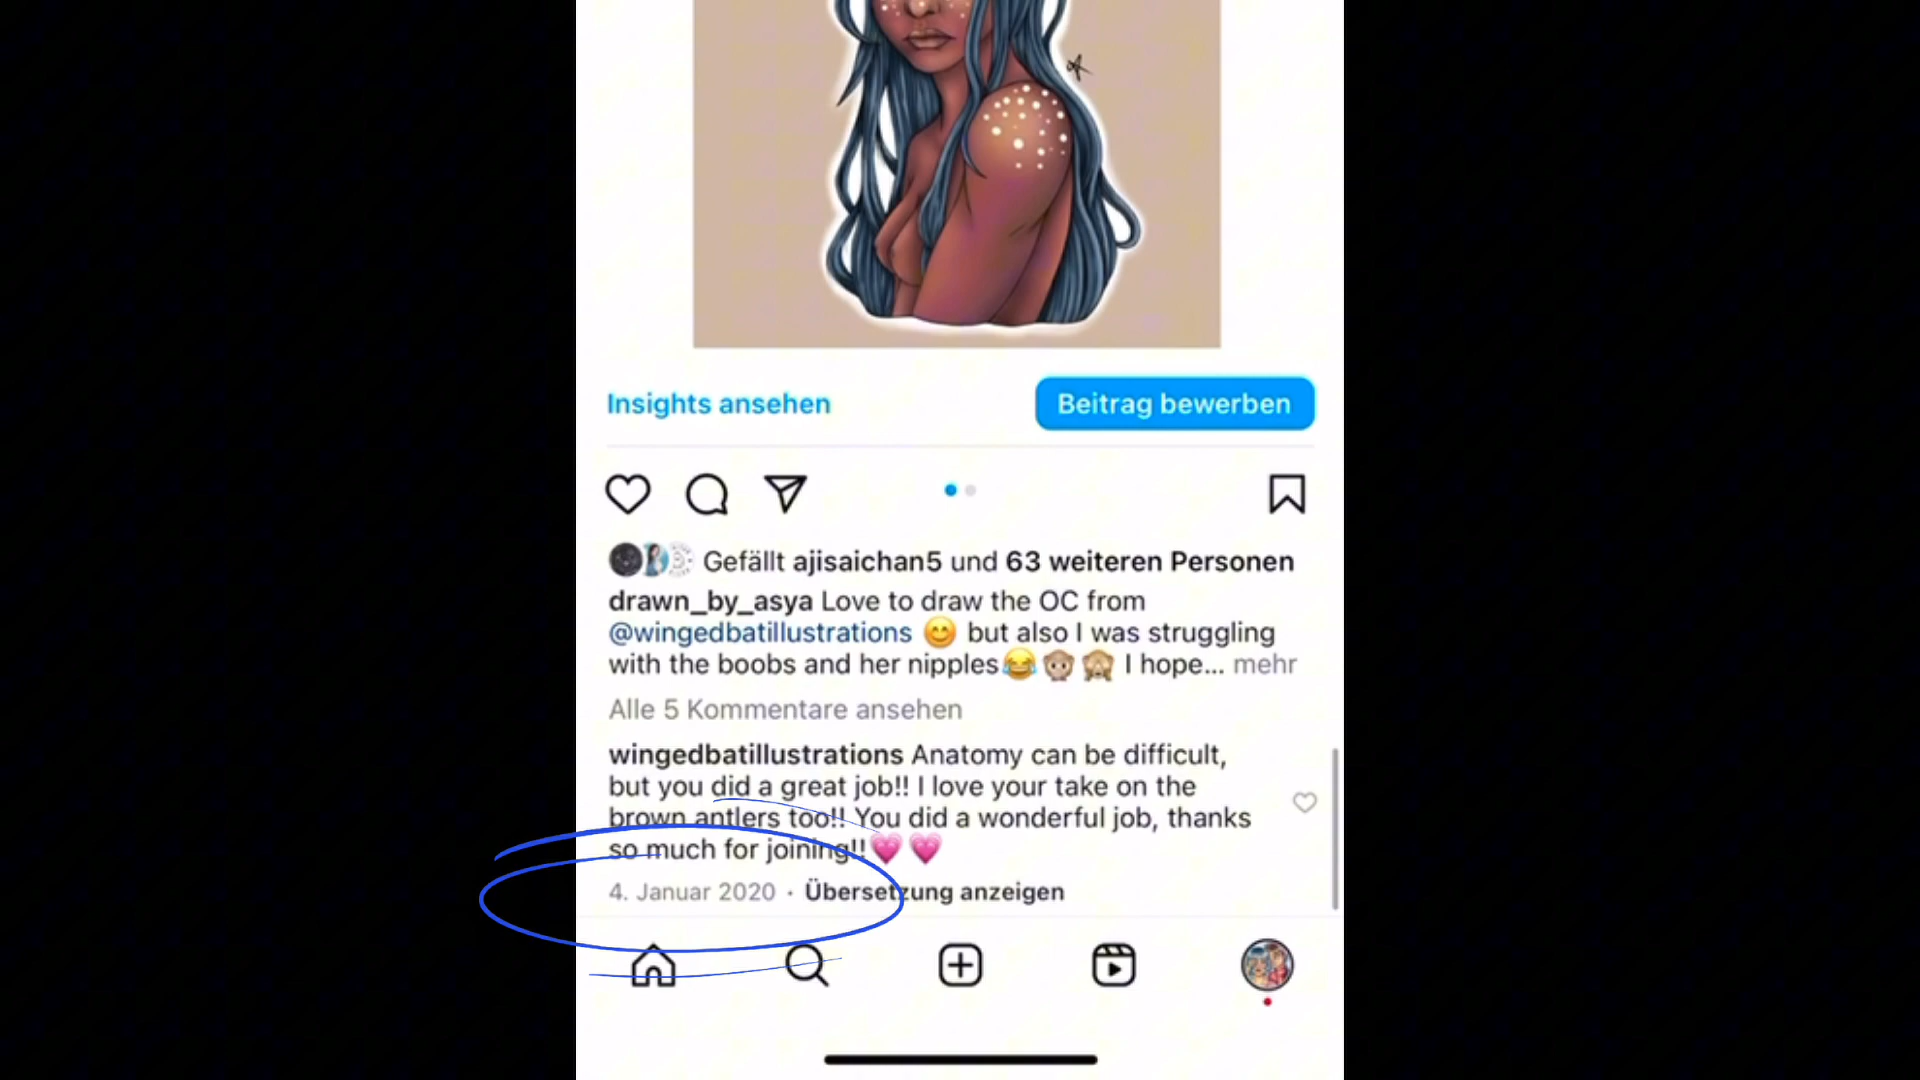 Insights ansehen
Beitrag bewerben
Gefällt ajisaichan5 und 63 weiteren Personen
drawn_by_asya Love to draw the OC from
@wingedbatillustrations 😊 but also I was struggling
with the boobs and her nipples😂🙊🙈 I hope... mehr
Alle 5 Kommentare ansehen
wingedbatillustrations Anatomy can be difficult,
but you did a great job!! I love your take on the
brown antlers too!! You did a wonderful job, thanks
so much for joining!!💗💗
4. Januar 2020 · Übersetzung anzeigen